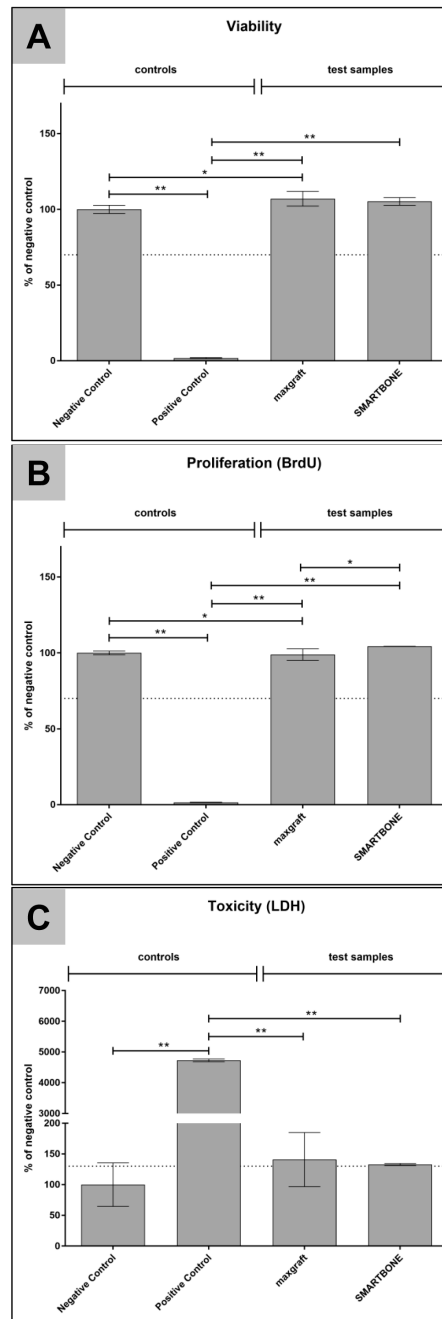 A
Viability
controls
test samples
**
**
*
**
150
100
50
0
% of negative control
Negative Control
Positive Control
maxgraft
SMARTBONE
B
Proliferation (BrdU)
controls
test samples
*
**
**
*
**
150
100
50
0
% of negative control
Negative Control
Positive Control
maxgraft
SMARTBONE
C
Toxicity (LDH)
controls
test samples
7000
6000
5000
4000
3000
200
150
100
50
0
**
**
**
% of negative control
Negative Control
Positive Control
maxgraft
SMARTBONE